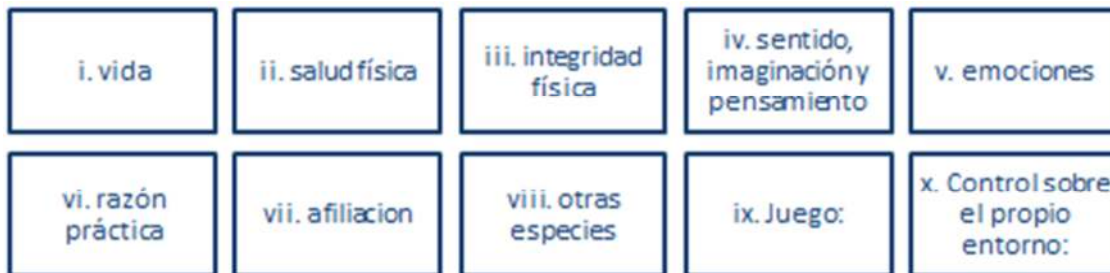 i. vida
ii. salud física
iii. integridad
física
iv. sentido,
imaginación y
pensamiento
v. emociones
vi. razón
práctica
vii. afiliacion
viii. otras
especies
ix. Juego:
x. Control sobre
el propio
entorno: